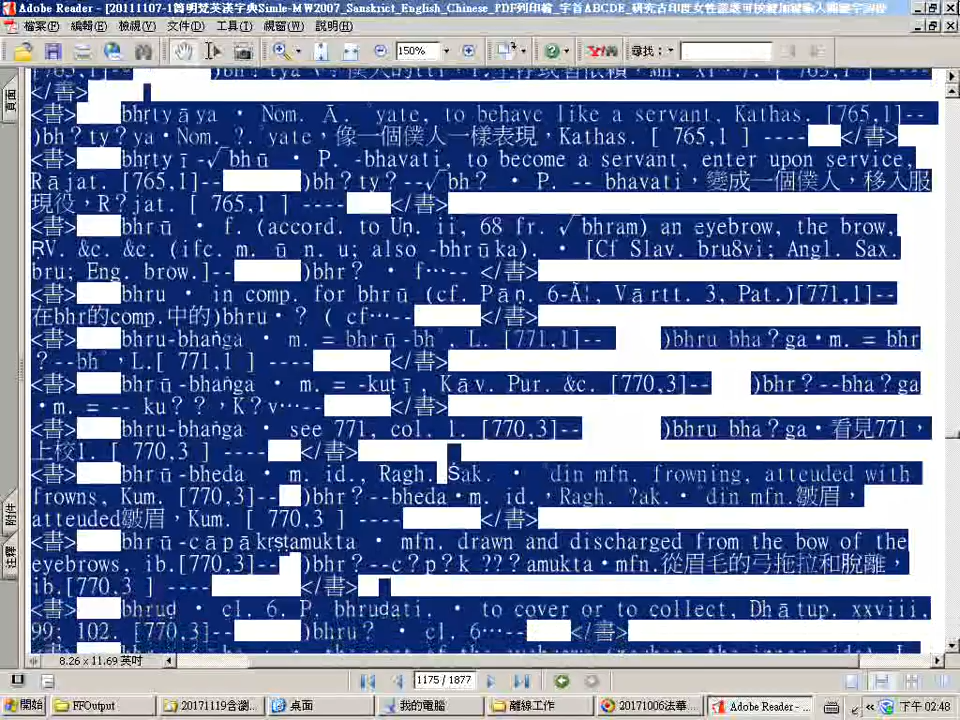 Adobe Reader - [20111107-1簡明梵英漢字典Simle-MW2007_Sanskrict_English_Chinese_PDF列印檔_字首ABCDE_研究古印度女性
檔案(F) 編輯(E) 檢視(V) 文件(D) 工具(T) 視窗(W) 說明(H)
150% 尋找：
頁面
附件
注釋
</書>
<書> bhṛtyāya • Nom. Ā. °yate, to behave like a servant, Kathas. [765,1]--
)bh?ty?ya•Nom. ?. °yate，像一個僕人一樣表現，Kathas. [ 765,1 ] ---- </書>
<書> bhṛtyī-√bhū • P. -bhavati, to become a servant, enter upon service,
Rājat. [765,1]-- )bh?ty?--√bh? • P. -- bhavati，變成一個僕人，移入服
現役，R?jat. [ 765,1 ] ---- </書>
<書> bhrū • f. (accord. to Uṇ. ii, 68 fr. √bhram) an eyebrow, the brow,
RV. &c. &c. (ifc. m. ū n. u; also -bhrūka). • [Cf Slav. bru8vi; Angl. Sax.
bru; Eng. brow.]-- )bhr? • f…-- </書>
<書> bhru • in comp. for bhrū (cf. Pāṇ. 6-Ã¦, Vārtt. 3, Pat.)[771,1]--
在bhr的comp.中的)bhru•? ( cf…-- </書>
<書> bhru-bhaṅga • m. = bhrū-bh°, L. [771,1]-- )bhru bha?ga•m. = bhr
?--bh°，L.[ 771,1 ] ---- </書>
<書> bhrū-bhaṅga • m. = -kuṭī, Kāv. Pur. &c. [770,3]-- )bhr?--bha?ga
•m. = -- ku??，K?v…-- </書>
<書> bhru-bhaṅga • see 771, col. 1. [770,3]-- )bhru bha?ga•看見771，
上校1. [ 770,3 ] ---- </書>
<書> bhrū-bheda • m. id., Ragh. Śak. • °din mfn. frowning, atteuded with
frowns, Kum. [770,3]-- )bhr?--bheda•m. id.，Ragh. ?ak.•°din mfn.皺眉，
atteuded皺眉，Kum. [ 770,3 ] ---- </書>
<書> bhrū-cāpākṛṣṭamukta • mfn. drawn and discharged from the bow of the
eyebrows, ib.[770,3]-- )bhr?--c?p?k ???amukta•mfn.從眉毛的弓拖拉和脫離，
ib.[770.3 ] ---- </書>
<書> bhruḍ • cl. 6. P. bhruḍati. • to cover or to collect, Dhātup. xxviii,
99; 102. [770,3]-- )bhru? • cl. 6…-- </書>
8.26 x 11.69 英吋
1175 / 1877
開始 FFOutput 20171119含瀏... 桌面 我的電腦 離線工作 20171006法華... Adobe Reader - ... 下午 02:48